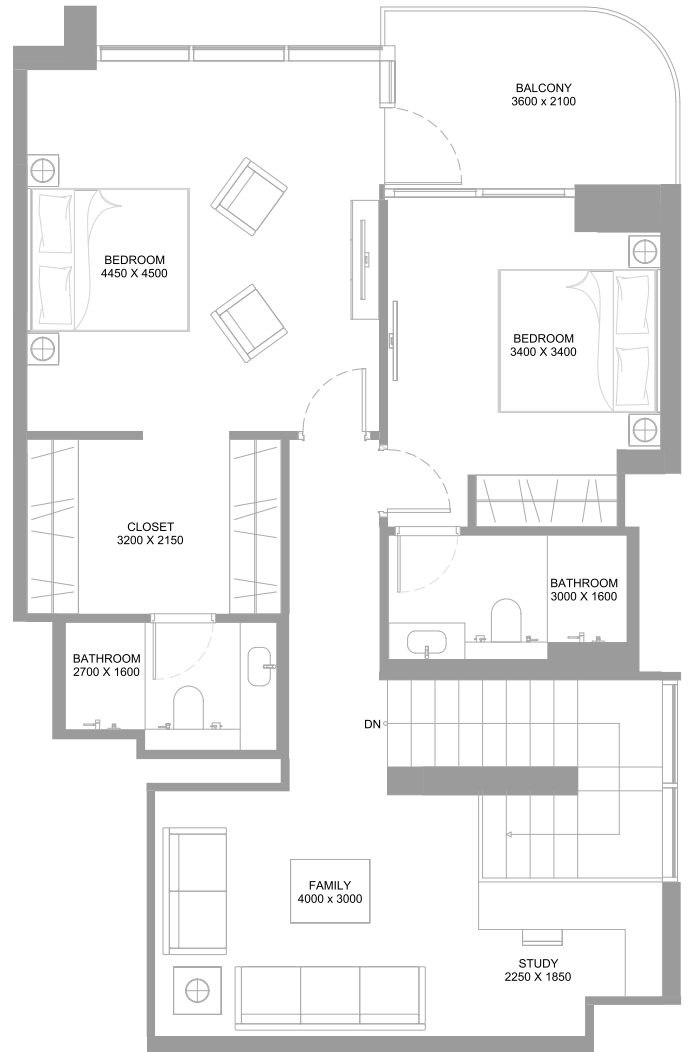 BALCONY
3600 x 2100
BEDROOM
4450 X 4500
BEDROOM
3400 X 3400
CLOSET
3200 X 2150
BATHROOM
3000 X 1600
BATHROOM
2700 X 1600
DN
FAMILY
4000 x 3000
STUDY
2250 X 1850